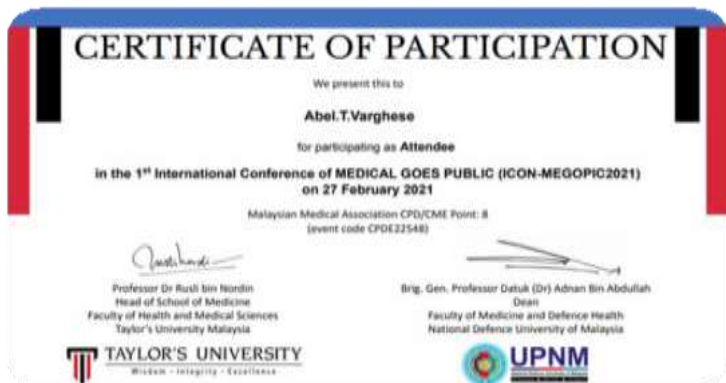 CERTIFICATE OF PARTICIPATION
We present this to
Abel.T.Varghese
for participating as Attendee
in the 1st International Conference of MEDICAL GOES PUBLIC (ICON-MEGOPIC2021)
on 27 February 2021
Malaysian Medical Association CPD/CME Point: 8
(event code CPDE22548)
Professor Dr Rusli bin Nordin
Head of School of Medicine
Faculty of Health and Medical Sciences
Taylor's University Malaysia
Brig. Gen. Professor Datuk (Dr) Adnan Bin Abdullah
Dean
Faculty of Medicine and Defence Health
National Defence University of Malaysia
TAYLOR'S UNIVERSITY
Wisdom · Integrity · Excellence
UPNM